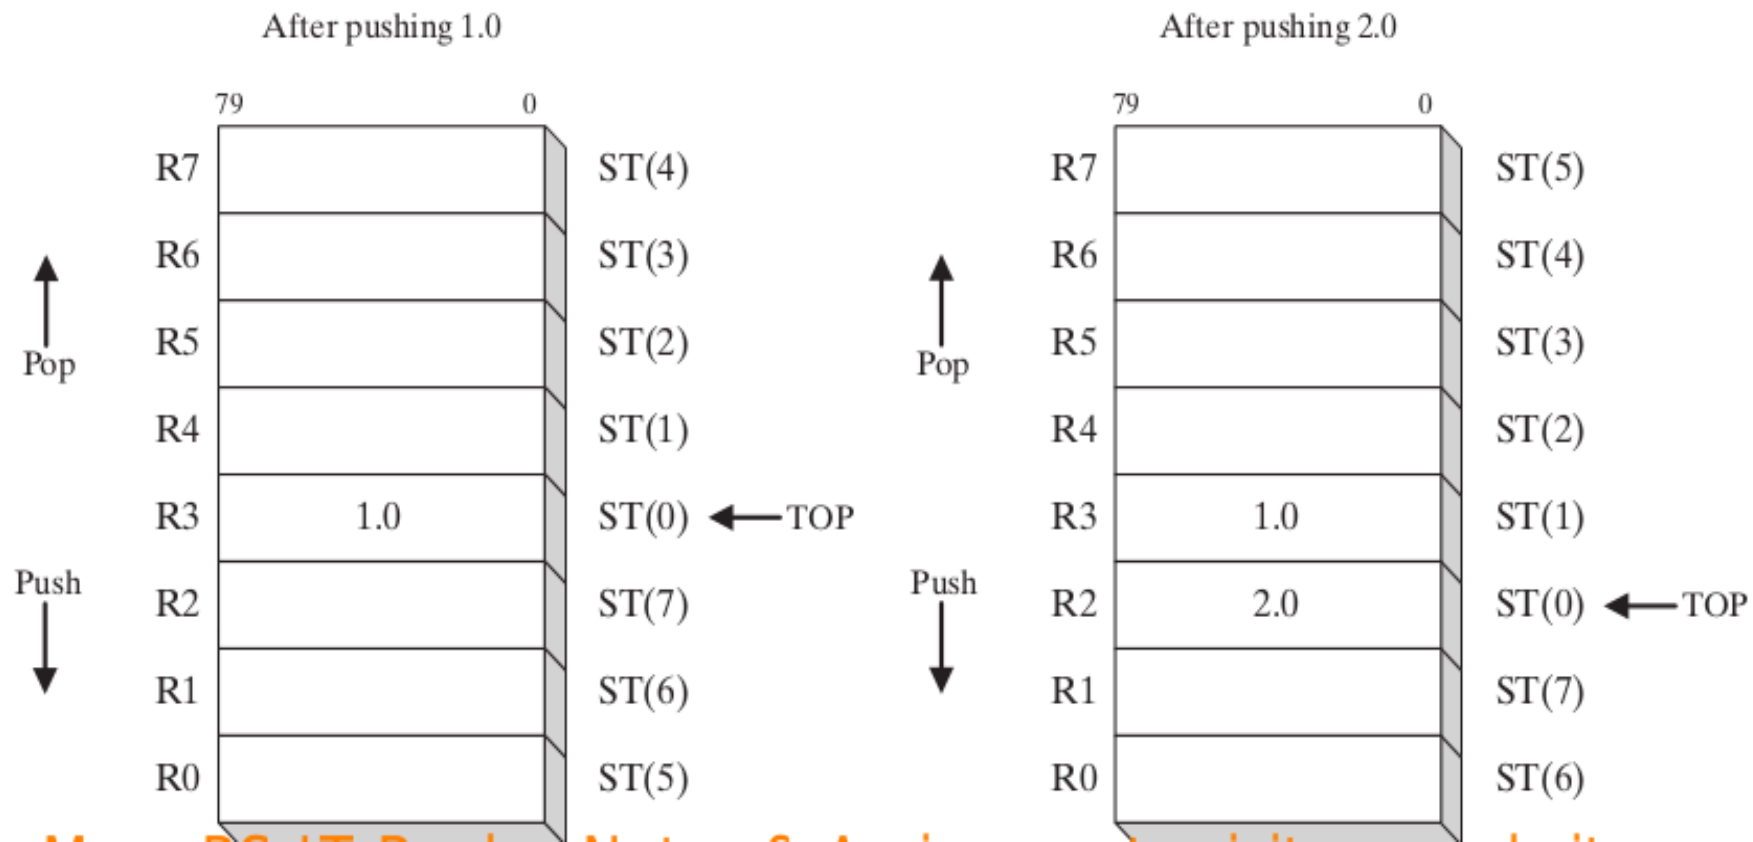 After pushing 1.0
79 0
R7 ST(4)
R6 ST(3)
R5 ST(2)
R4 ST(1)
R3 1.0 ST(0) TOP
R2 ST(7)
R1 ST(6)
R0 ST(5)
Pop
Push
After pushing 2.0
79 0
R7 ST(5)
R6 ST(4)
R5 ST(3)
R4 ST(2)
R3 1.0 ST(1)
R2 2.0 ST(0) TOP
R1 ST(7)
R0 ST(6)
Pop
Push